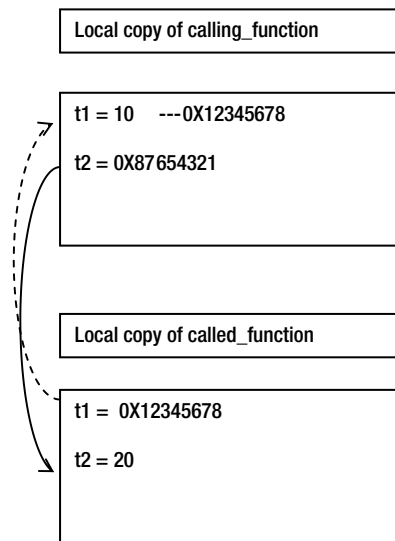 Local copy of calling_function
t1 = 10 ---0X12345678
t2 = 0X87654321
Local copy of called_function
t1 = 0X12345678
t2 = 20